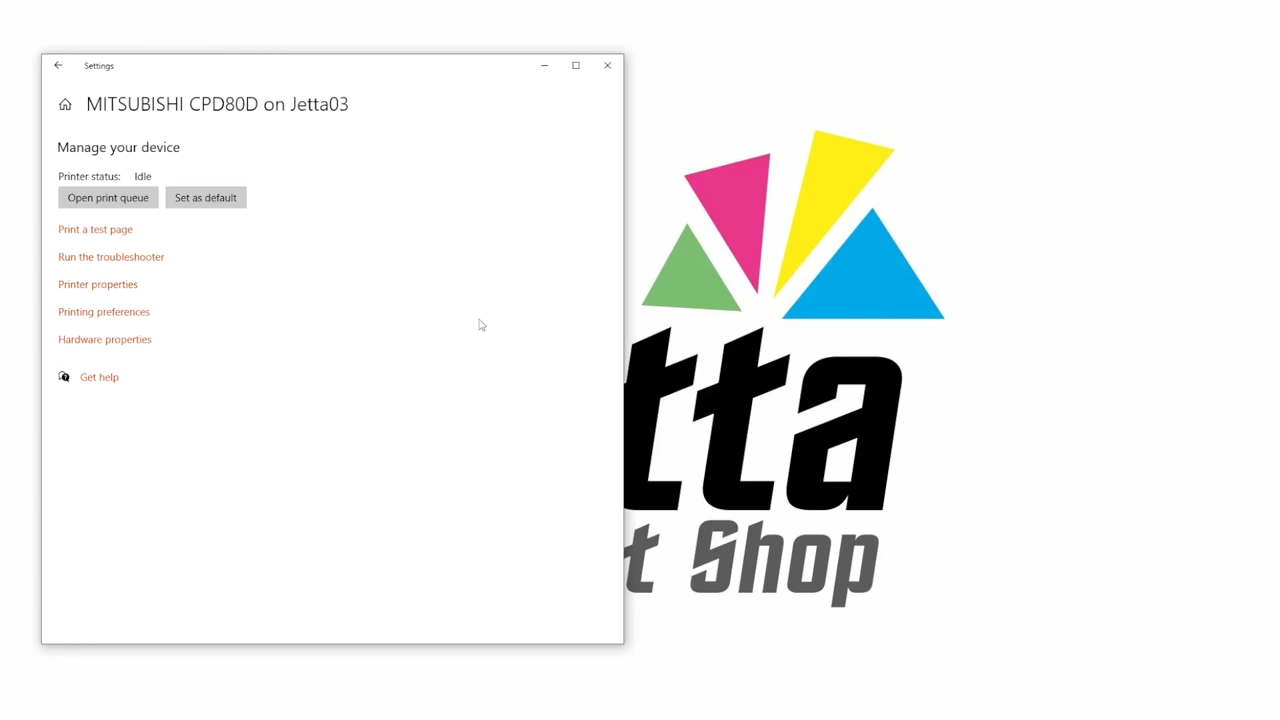 Settings
MITSUBISHI CPD80D on Jetta03
Manage your device
Printer status: Idle
Open print queue Set as default
Print a test page
Run the troubleshooter
Printer properties
Printing preferences
Hardware properties
Get help
tta
t Shop